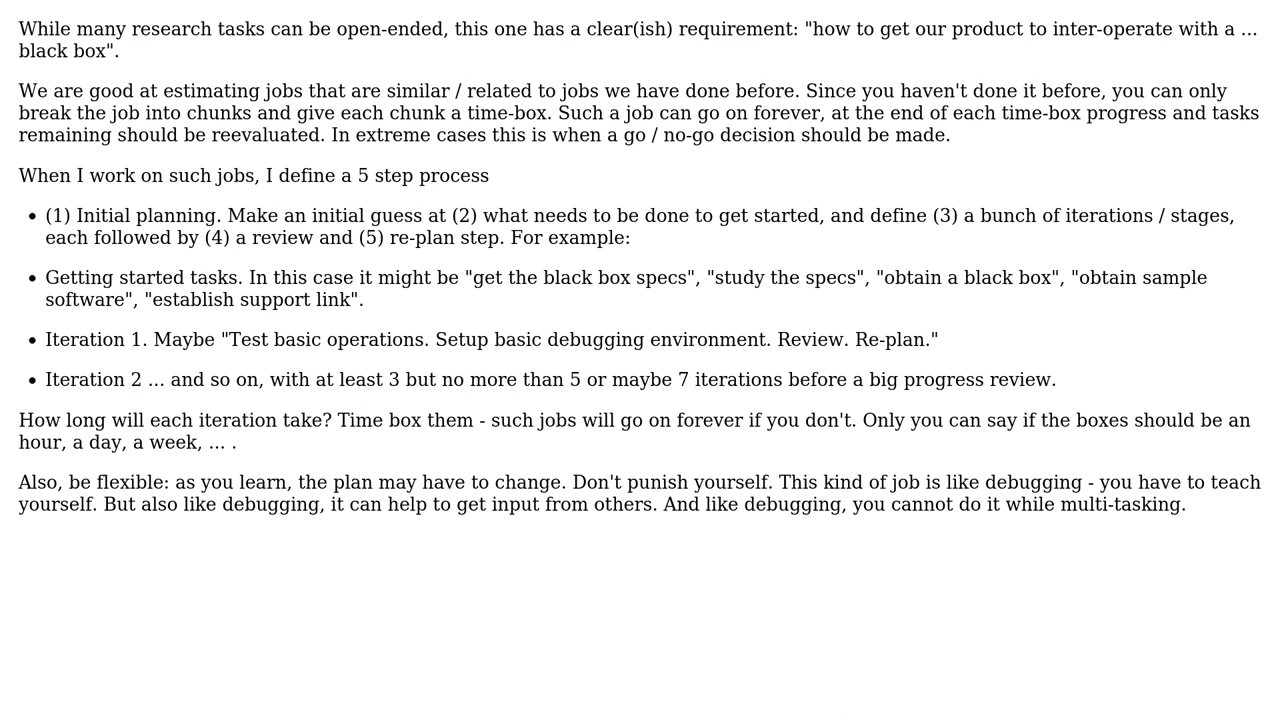 While many research tasks can be open-ended, this one has a clear(ish) requirement: "how to get our product to inter-operate with a ...
black box".
We are good at estimating jobs that are similar / related to jobs we have done before. Since you haven't done it before, you can only
break the job into chunks and give each chunk a time-box. Such a job can go on forever, at the end of each time-box progress and tasks
remaining should be reevaluated. In extreme cases this is when a go / no-go decision should be made.
When I work on such jobs, I define a 5 step process
• (1) Initial planning. Make an initial guess at (2) what needs to be done to get started, and define (3) a bunch of iterations / stages,
each followed by (4) a review and (5) re-plan step. For example:
• Getting started tasks. In this case it might be "get the black box specs", "study the specs", "obtain a black box", "obtain sample
software", "establish support link".
• Iteration 1. Maybe "Test basic operations. Setup basic debugging environment. Review. Re-plan."
• Iteration 2 ... and so on, with at least 3 but no more than 5 or maybe 7 iterations before a big progress review.
How long will each iteration take? Time box them - such jobs will go on forever if you don't. Only you can say if the boxes should be an
hour, a day, a week, ... .
Also, be flexible: as you learn, the plan may have to change. Don't punish yourself. This kind of job is like debugging - you have to teach
yourself. But also like debugging, it can help to get input from others. And like debugging, you cannot do it while multi-tasking.